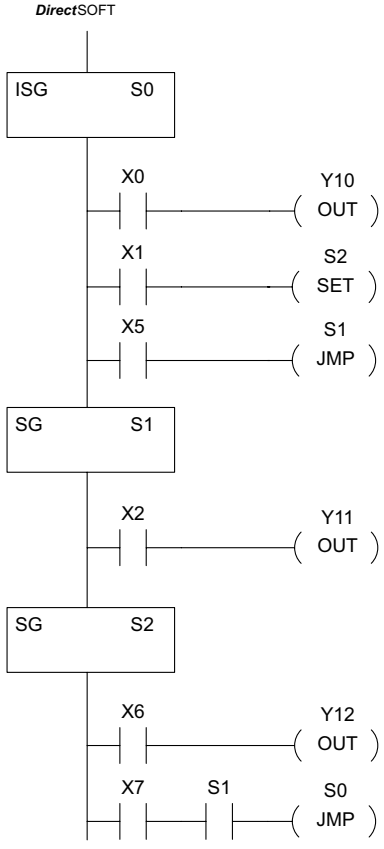 DirectSOFT
ISG S0
X0 Y10
OUT
X1 S2
SET
X5 S1
JMP
SG S1
X2 Y11
OUT
SG S2
X6 Y12
OUT
X7 S1 S0
JMP